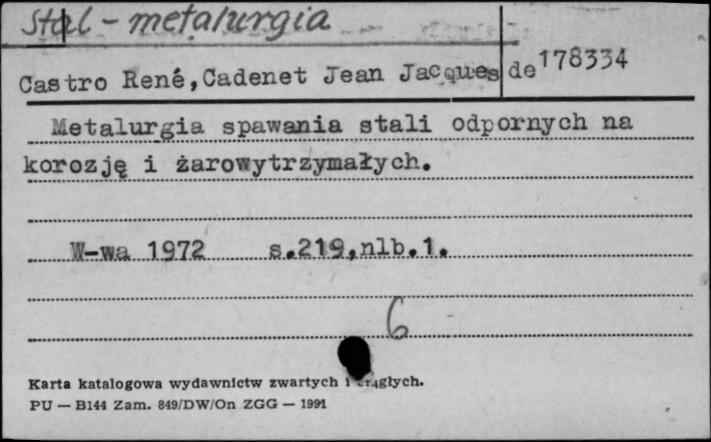 Stal - metalurgia
Castro René, Cadenet Jean Jacques de 178334
Metalurgia spawania stali odpornych na
korozję i żarowytrzymałych.
W-wa 1972 s.219,nlb.1.
6
Karta katalogowa wydawnictw zwartych i ciągłych.
PU — B144 Zam. 849/DW/On ZGG — 1991